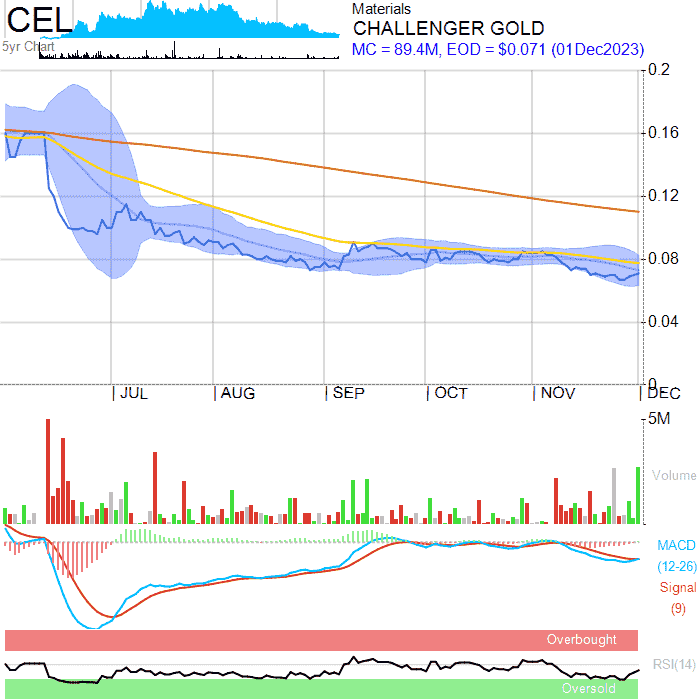 CEL
5yr Chart
Materials
CHALLENGER GOLD
MC = 89.4M, EOD = $0.071 (01Dec2023)
0.2
0.16
0.12
0.08
0.04
0
JUL AUG SEP OCT NOV DEC
5M
Volume
MACD
(12-26)
Signal
(9)
Overbought
RSI(14)
Oversold